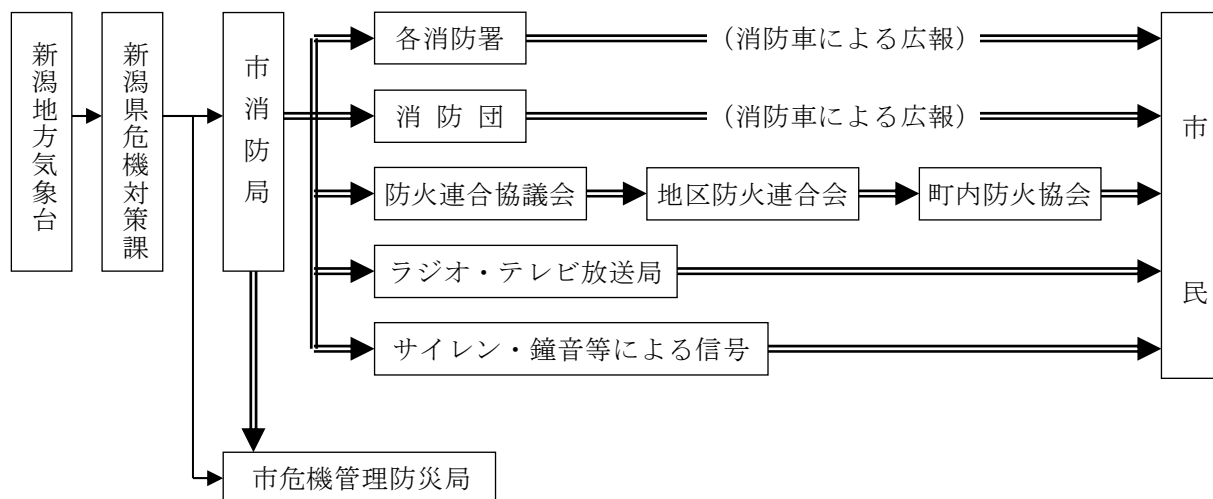 新潟地方気象台
新潟県危機対策課
市消防局
各消防署
（消防車による広報）
消防団
（消防車による広報）
防火連合協議会
地区防火連合会
町内防火協会
ラジオ・テレビ放送局
サイレン・鐘音等による信号
市民
市危機管理防災局